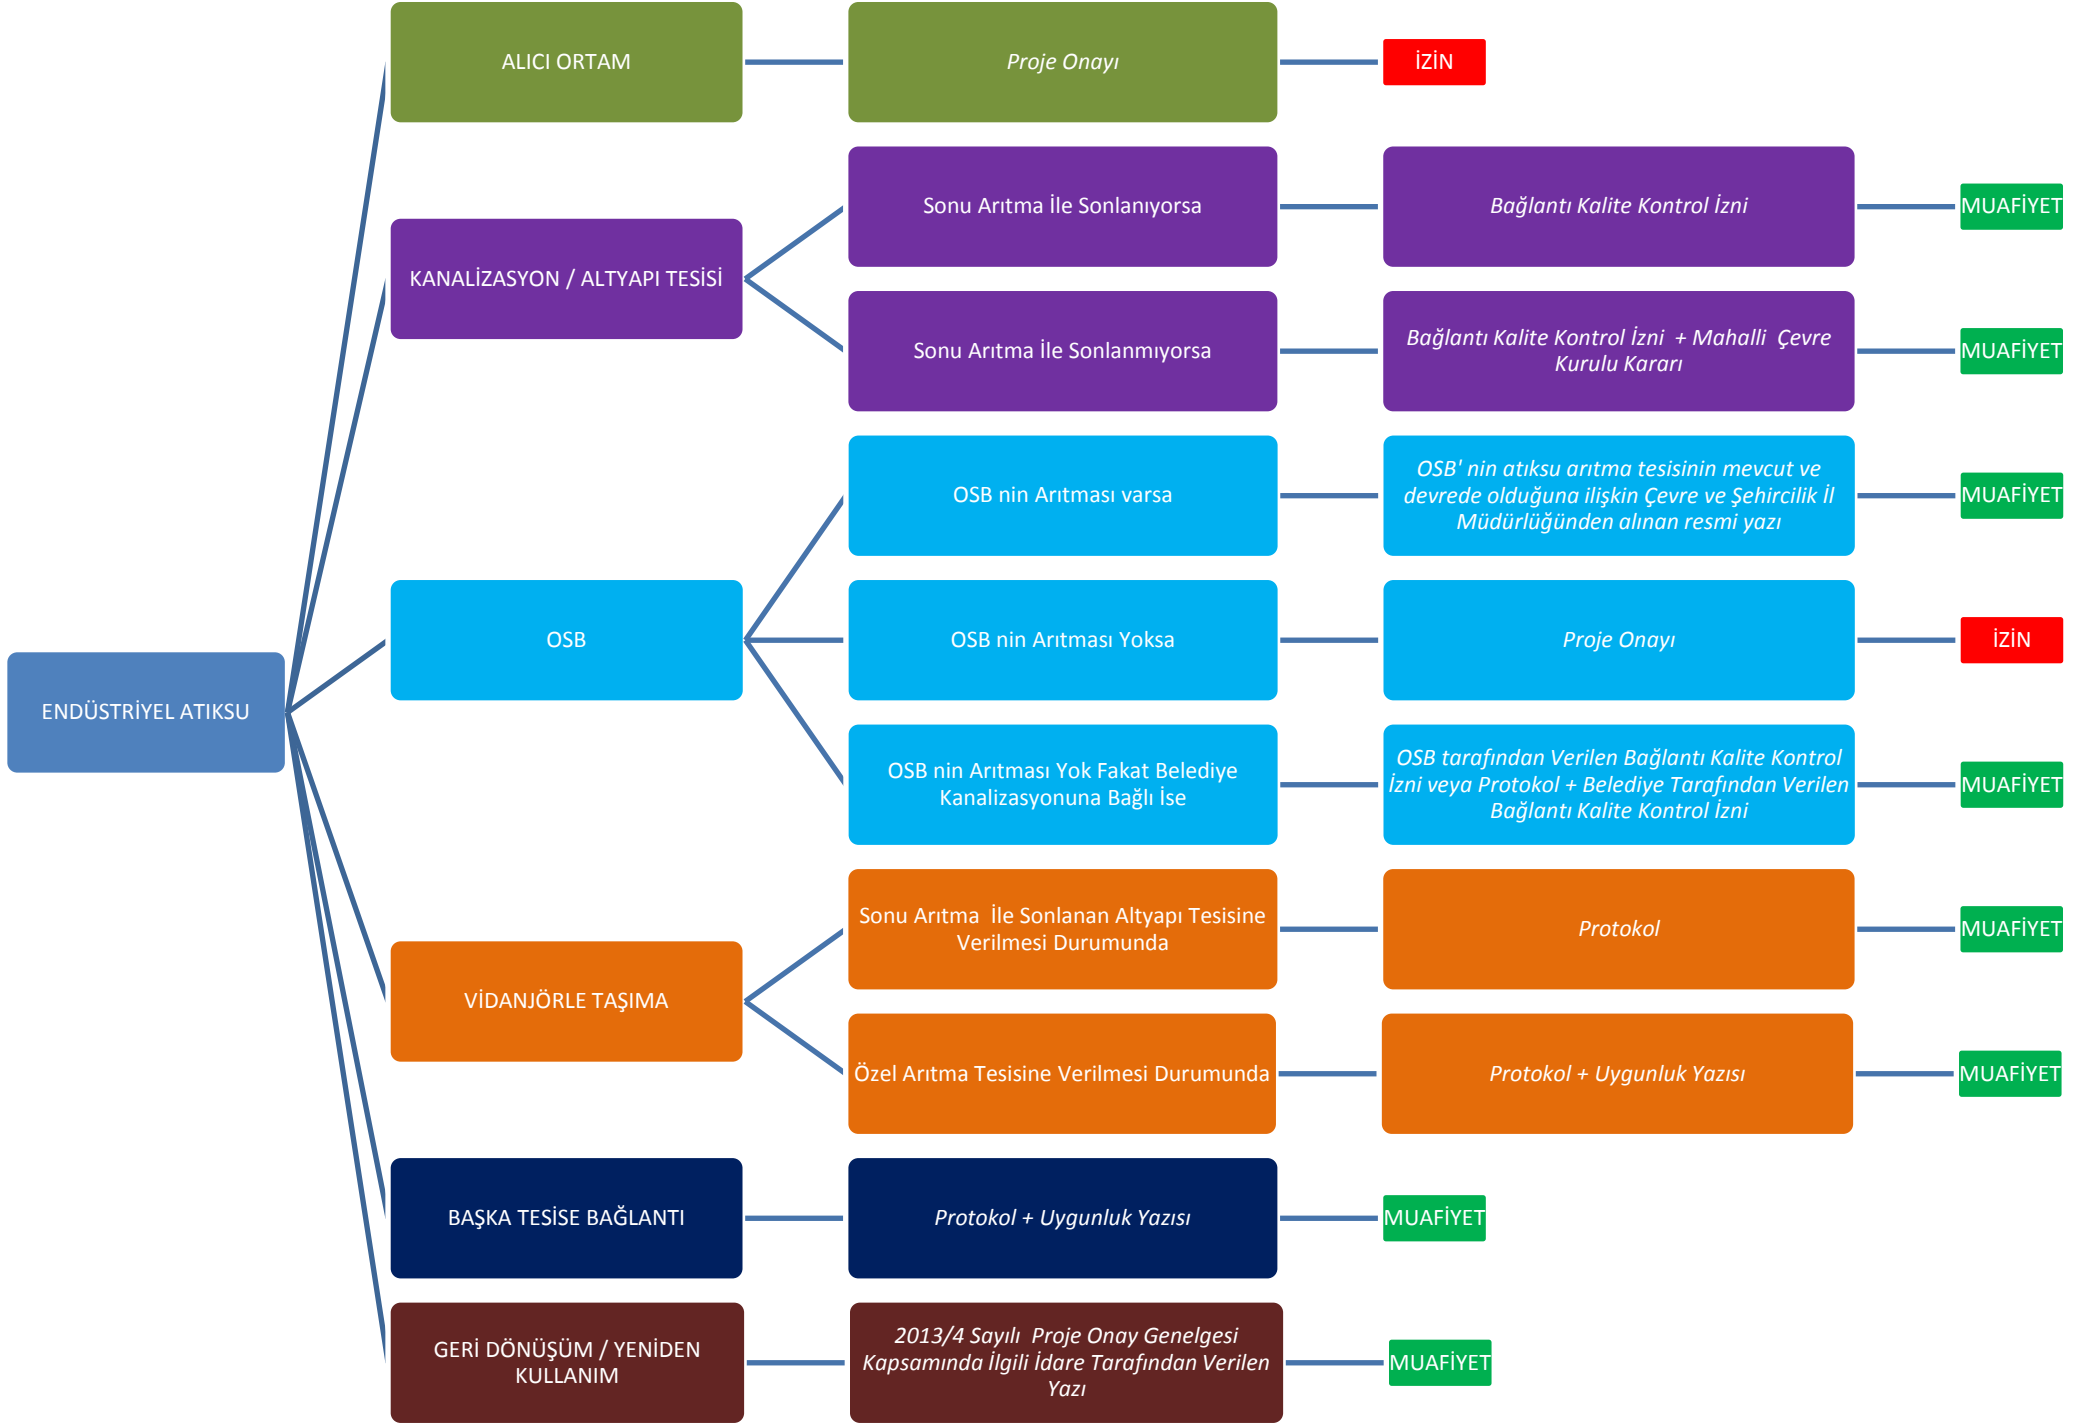 ALICI ORTAM
Proje Onayı
İZİN
KANALİZASYON / ALTYAPI TESİSİ
Sonu Arıtma İle Sonlanıyorsa
Bağlantı Kalite Kontrol İzni
MUAFİYET
Sonu Arıtma İle Sonlanmıyorsa
Bağlantı Kalite Kontrol İzni + Mahalli Çevre
Kurulu Kararı
MUAFİYET
ENDÜSTRİYEL ATIKSU
OSB
OSB nin Arıtması varsa
OSB' nin atıksu arıtma tesisinin mevcut ve
devrede olduğuna ilişkin Çevre ve Şehircilik İl
Müdürlüğünden alınan resmi yazı
MUAFİYET
OSB nin Arıtması Yoksa
Proje Onayı
İZİN
OSB nin Arıtması Yok Fakat Belediye
Kanalizasyonuna Bağlı İse
OSB tarafından Verilen Bağlantı Kalite Kontrol
İzni veya Protokol + Belediye Tarafından Verilen
Bağlantı Kalite Kontrol İzni
MUAFİYET
VİDANJÖRLE TAŞIMA
Sonu Arıtma İle Sonlanan Altyapı Tesisine
Verilmesi Durumunda
Protokol
MUAFİYET
Özel Arıtma Tesisine Verilmesi Durumunda
Protokol + Uygunluk Yazısı
MUAFİYET
BAŞKA TESİSE BAĞLANTI
Protokol + Uygunluk Yazısı
MUAFİYET
GERİ DÖNÜŞÜM / YENİDEN
KULLANIM
2013/4 Sayılı Proje Onay Genelgesi
Kapsamında İlgili İdare Tarafından Verilen
Yazı
MUAFİYET